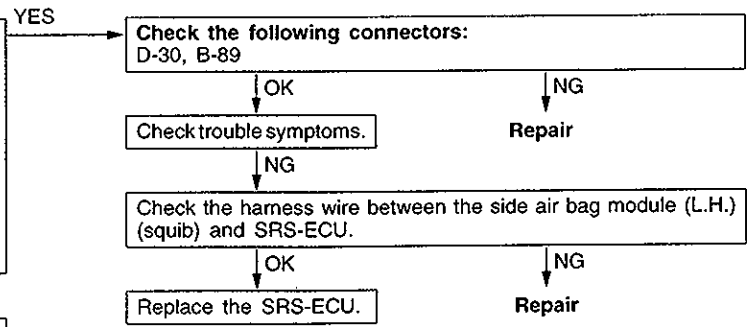 YES
Check the following connectors:
D-30, B-89
OK
NG
Check trouble symptoms.
Repair
NG
Check the harness wire between the side air bag module (L.H.)
(squib) and SRS-ECU.
OK
NG
Replace the SRS-ECU.
Repair